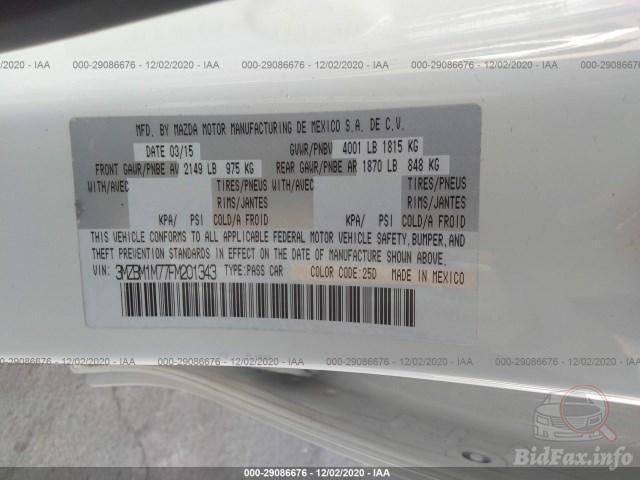 12/02/2020 - IAA 000-29086676 - 12/02/2020 - IAA 000-29086676 - 12/02/2020 - IAA
MFD. BY MAZDA MOTOR MANUFACTURING DE MEXICO S.A. DE C.V.
DATE 03/15 GVWR/PNBV 4001 LB 1815 KG
FRONT GAWR/PNBE AV 2149 LB 975 KG REAR GAWR/PNBE AR 1870 LB 848 KG
WITH/AVEC TIRES/PNEUS WITH/AVEC TIRES/PNEUS
RIMS/JANTES RIMS/JANTES
KPA/ PSI COLD/A FROID KPA/ PSI COLD/A FROID
THIS VEHICLE CONFORMS TO ALL APPLICABLE FEDERAL MOTOR VEHICLE SAFETY, BUMPER, AND
THEFT PREVENTION STANDARDS IN EFFECT ON THE DATE OF MANUFACTURE SHOWN ABOVE.
VIN: 3MZBM1M77FM201343 TYPE:PASS CAR COLOR CODE:25D MADE IN MEXICO
12/02/2020 - IAA 000-29086676 - 12/02/2020 - IAA 000-29086676 - 12/02/2020 - IAA
BidFax.info
000-29086676 - 12/02/2020 - IAA